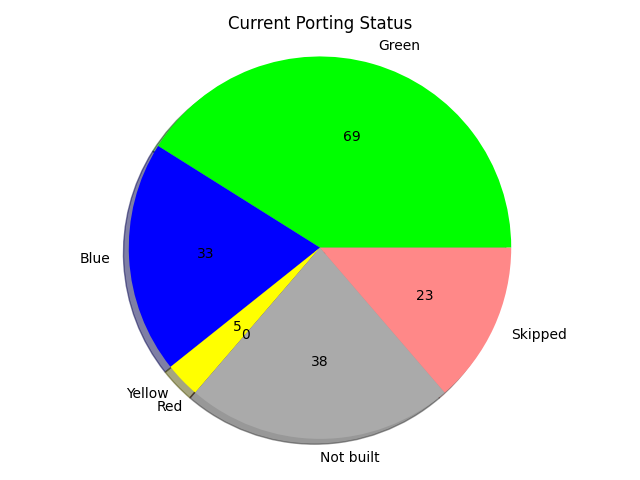 Current Porting Status
Green
69
Blue
33
Yellow
5
Red
0
Not built
38
Skipped
23